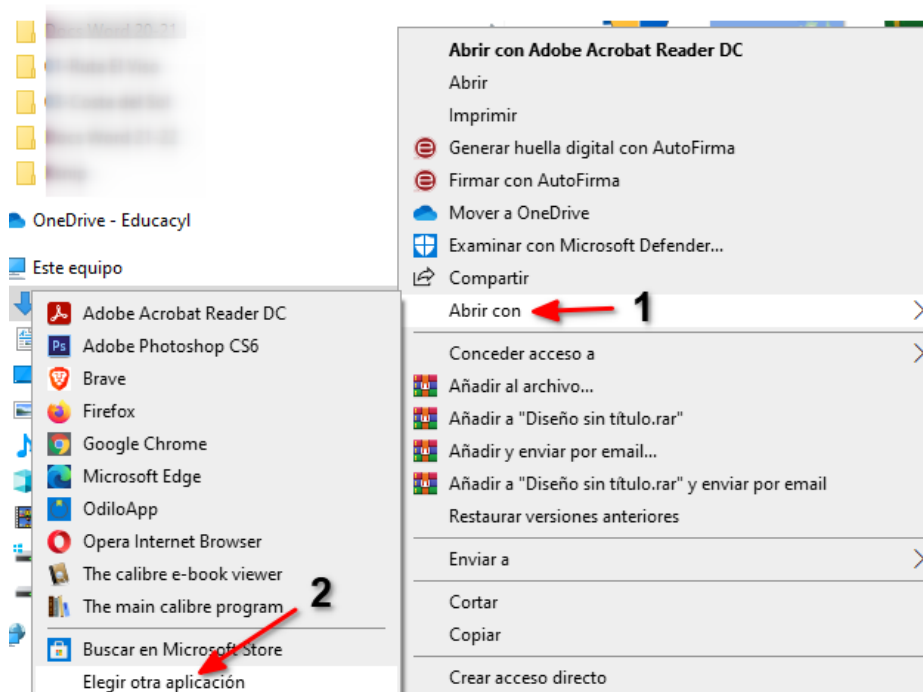 OneDrive - Educacyl
Este equipo
Abrir con Adobe Acrobat Reader DC
Abrir
Imprimir
Generar huella digital con AutoFirma
Firmar con AutoFirma
Mover a OneDrive
Examinar con Microsoft Defender...
Compartir
Abrir con
1
Conceder acceso a
Añadir al archivo...
Añadir a "Diseño sin título.rar"
Añadir y enviar por email...
Añadir a "Diseño sin título.rar" y enviar por email
Restaurar versiones anteriores
Enviar a
Cortar
Copiar
Crear acceso directo
Adobe Acrobat Reader DC
Ps
Adobe Photoshop CS6
Brave
Firefox
Google Chrome
Microsoft Edge
OdiloApp
Opera Internet Browser
The calibre e-book viewer
The main calibre program
2
Buscar en Microsoft Store
Elegir otra aplicación